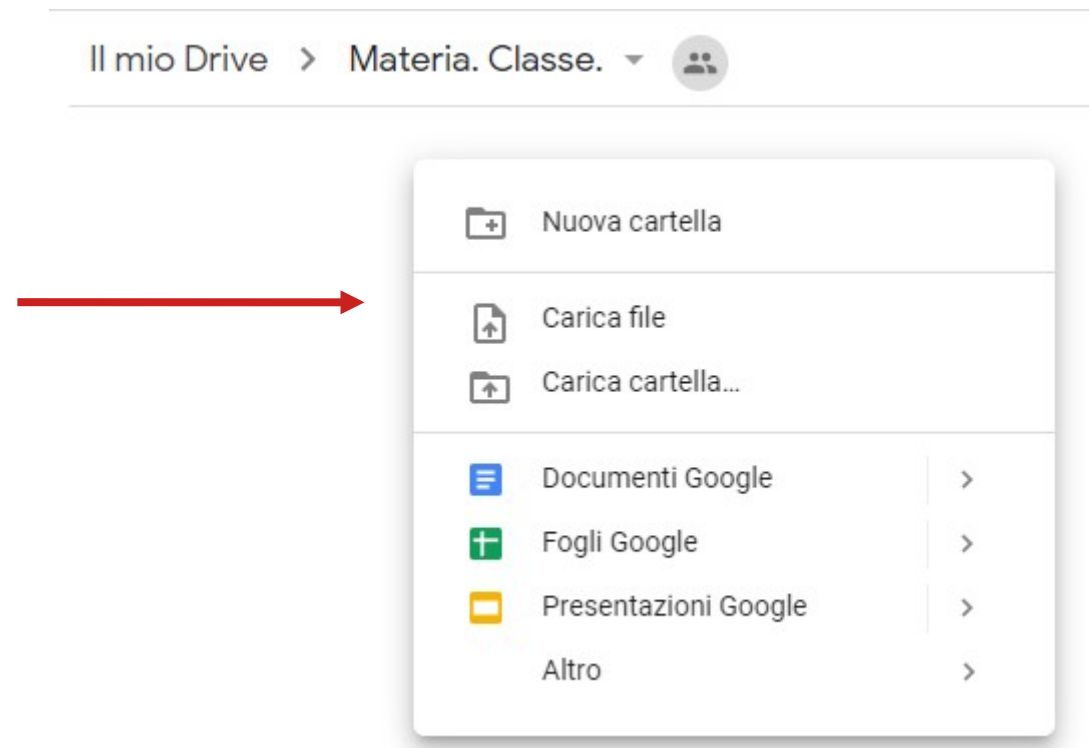 Il mio Drive > Materia. Classe.
Nuova cartella
Carica file
Carica cartella...
Documenti Google
Fogli Google
Presentazioni Google
Altro